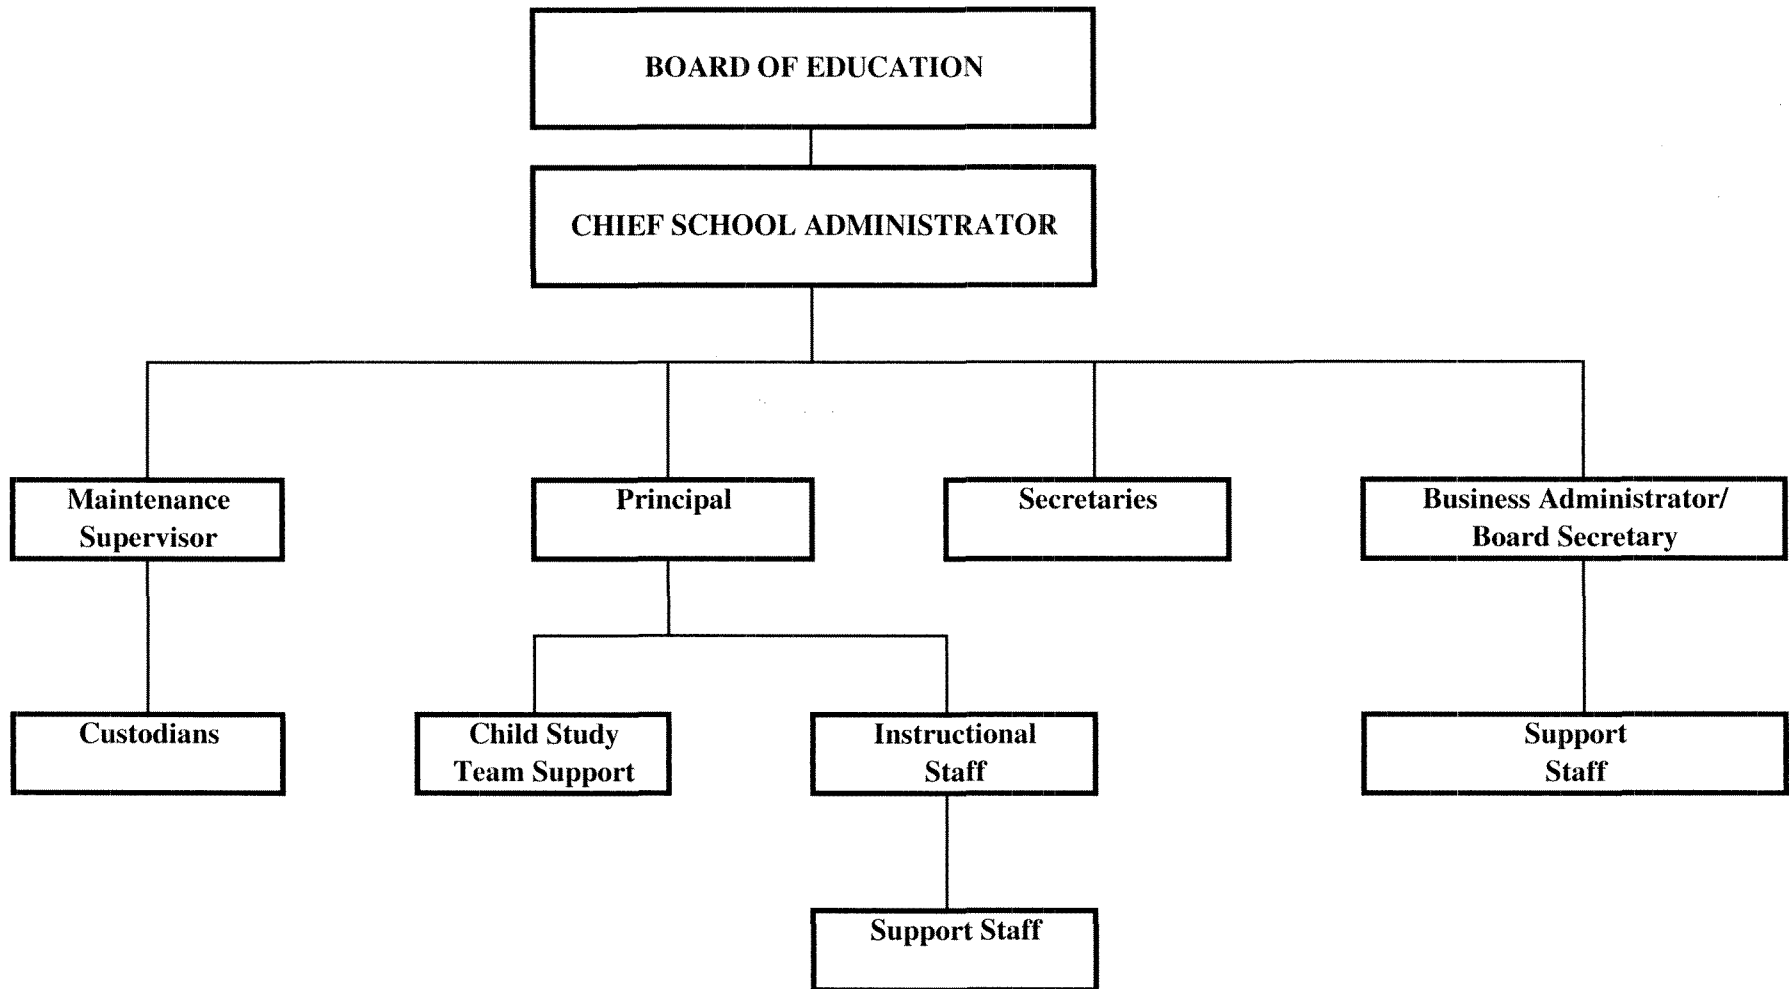 BOARD OF EDUCATION
CHIEF SCHOOL ADMINISTRATOR
Maintenance
Supervisor
Principal
Secretaries
Business Administrator/
Board Secretary
Custodians
Child Study
Team Support
Instructional
Staff
Support
Staff
Support Staff